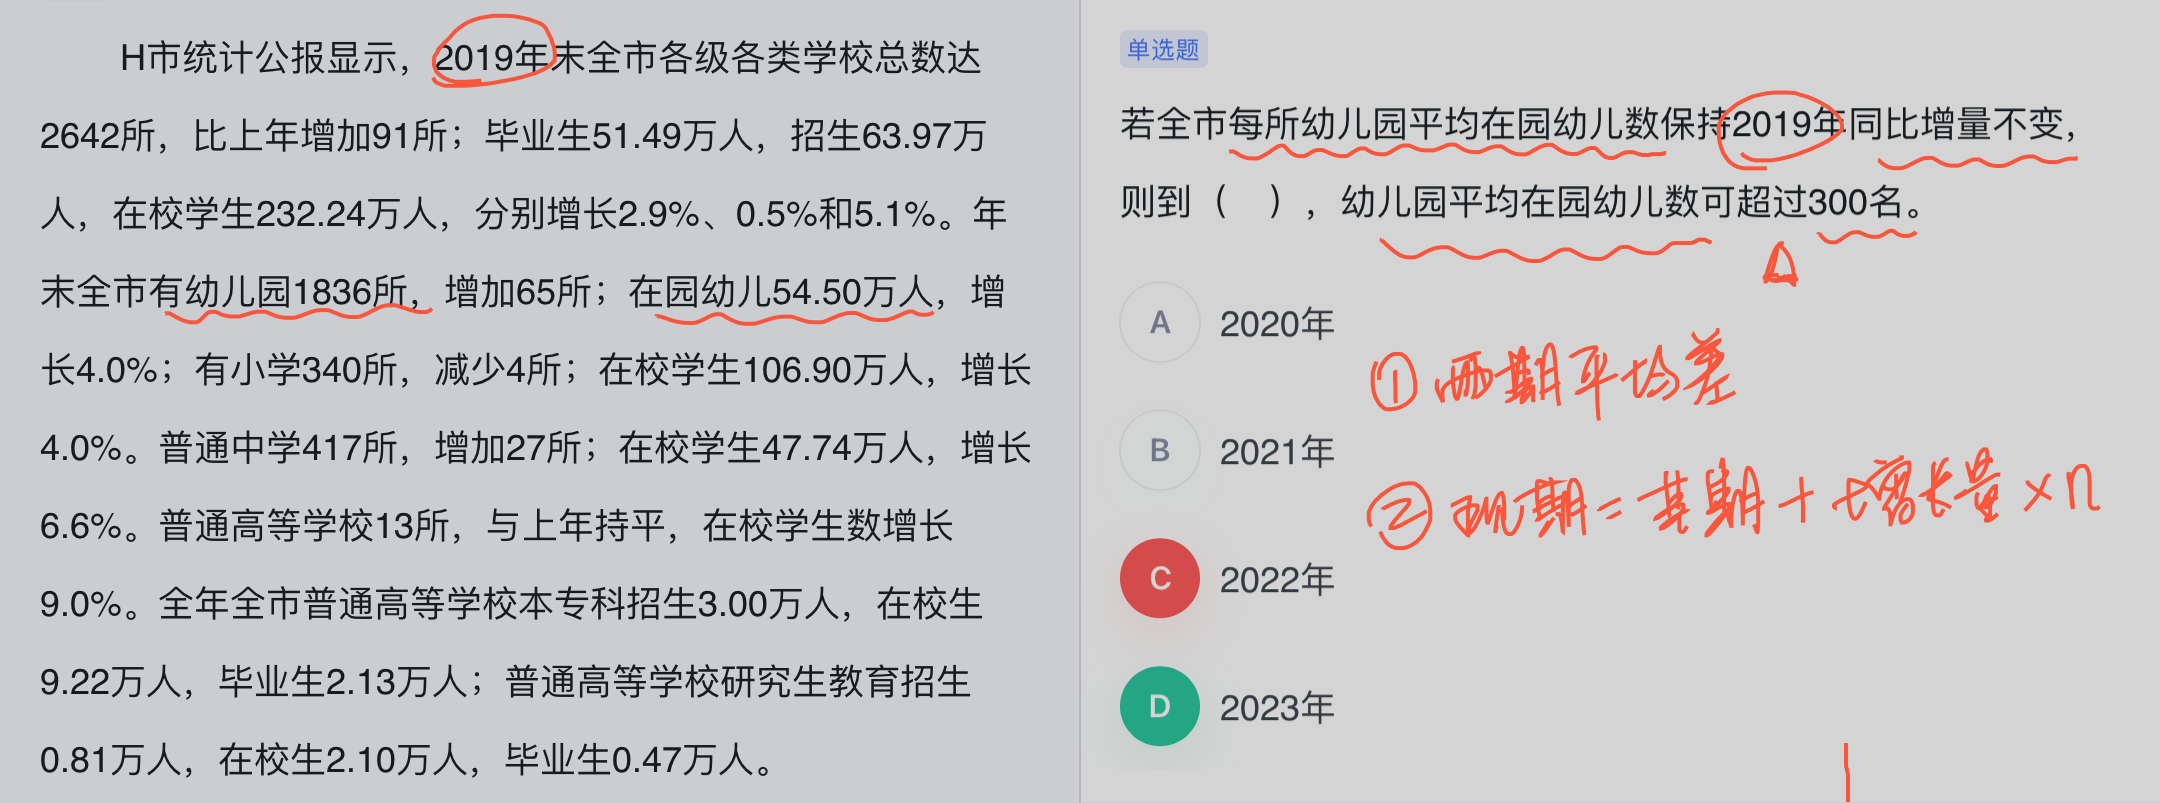 H市统计公报显示，2019年末全市各级各类学校总数达
2642所，比上年增加91所；毕业生51.49万人，招生63.97万
人，在校学生232.24万人，分别增长2.9%、0.5%和5.1%。年
末全市有幼儿园1836所，增加65所；在园幼儿54.50万人，增
长4.0%；有小学340所，减少4所；在校学生106.90万人，增长
4.0%。普通中学417所，增加27所；在校学生47.74万人，增长
6.6%。普通高等学校13所，与上年持平，在校学生数增长
9.0%。全年全市普通高等学校本专科招生3.00万人，在校生
9.22万人，毕业生2.13万人；普通高等学校研究生教育招生
0.81万人，在校生2.10万人，毕业生0.47万人。
单选题
若全市每所幼儿园平均在园幼儿数保持2019年同比增量不变，
则到（　），幼儿园平均在园幼儿数可超过300名。
A 2020年
B 2021年
C 2022年
D 2023年
① 两期平均差
② 现期=基期+增长量×n